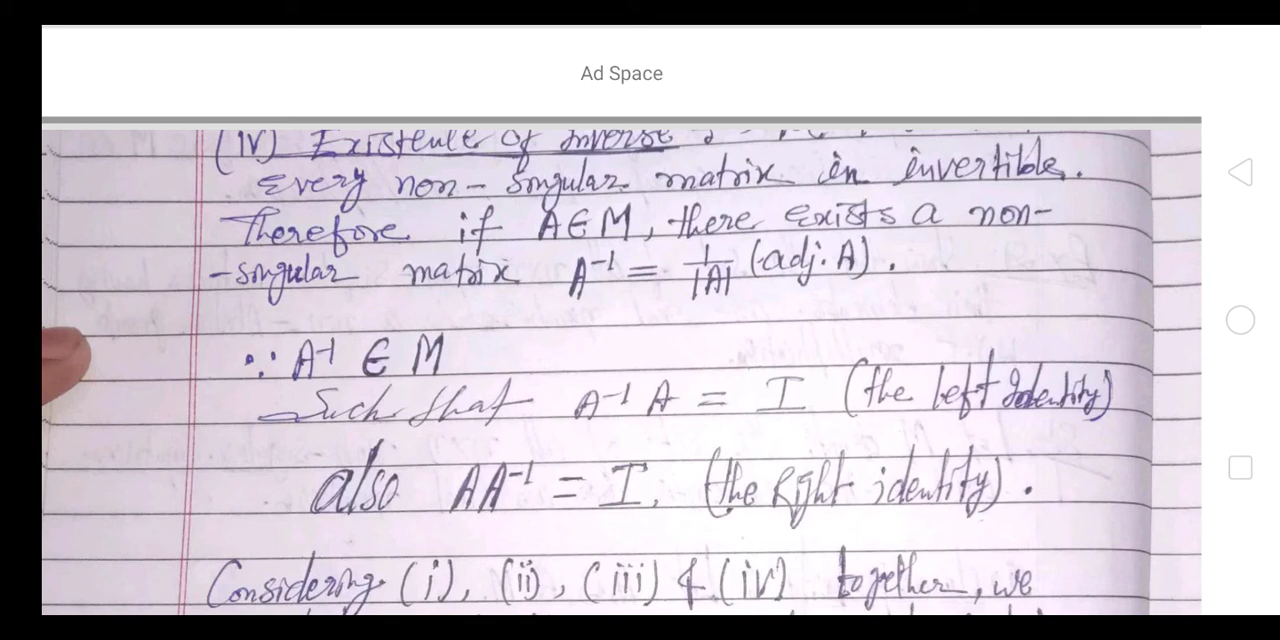 Ad Space
(iv) Existence of inverse
every non-singular matrix in invertible.
Therefore if A∈M, there exists a non-
-singular matrix A⁻¹ = 1/|A| (adj. A).
∵ A⁻¹ ∈ M
Such that A⁻¹ A = I (the left Identity)
also AA⁻¹ = I. (the Right identity).
Considering (i), (ii), (iii) & (iv) together, we